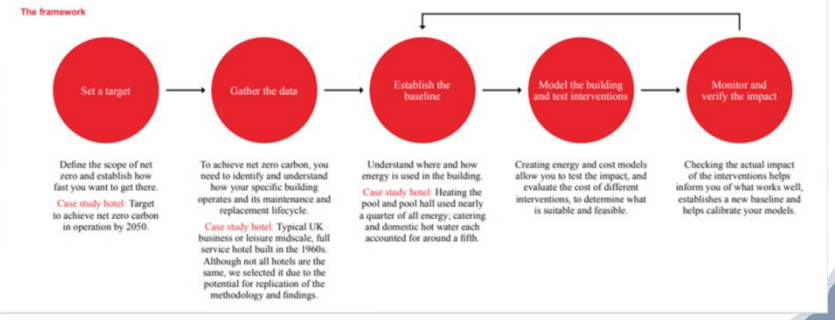 The framework
Set a target
Gather the data
Establish the
baseline
Model the building
and test interventions
Monitor and
verify the impact
Define the scope of net
zero and establish how
fast you want to get there.
Case study hotel: Target
to achieve net zero carbon
in operation by 2050.
To achieve net zero carbon, you
need to identify and understand
how your specific building
operates and its maintenance and
replacement lifecycle.
Case study hotel: Typical UK
business or leisure midscale, full
service hotel built in the 1960s.
Although not all hotels are the
same, we selected it due to the
potential for replication of the
methodology and findings.
Understand where and how
energy is used in the building.
Case study hotel: Heating the
pool and pool hall used nearly
a quarter of all energy; catering
and domestic hot water each
accounted for around a fifth.
Creating energy and cost models
allow you to test the impact, and
evaluate the cost of different
interventions, to determine what
is suitable and feasible.
Checking the actual impact
of the interventions helps
inform you of what works well,
establishes a new baseline and
helps calibrate your models.